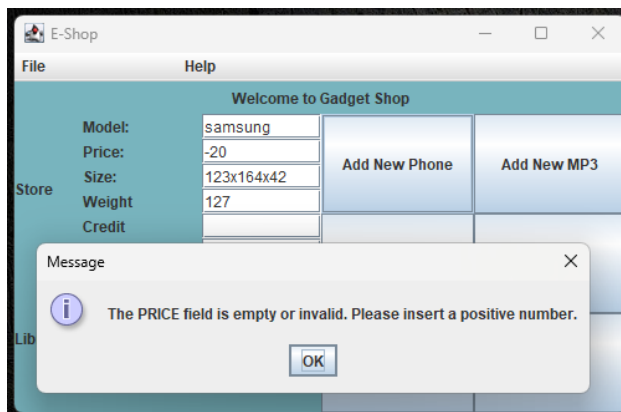 E-Shop
File Help
Welcome to Gadget Shop
Model: samsung
Price: -20
Size: 123x164x42
Weight 127
Credit
Store
Add New Phone
Add New MP3
Message
The PRICE field is empty or invalid. Please insert a positive number.
OK
Lib